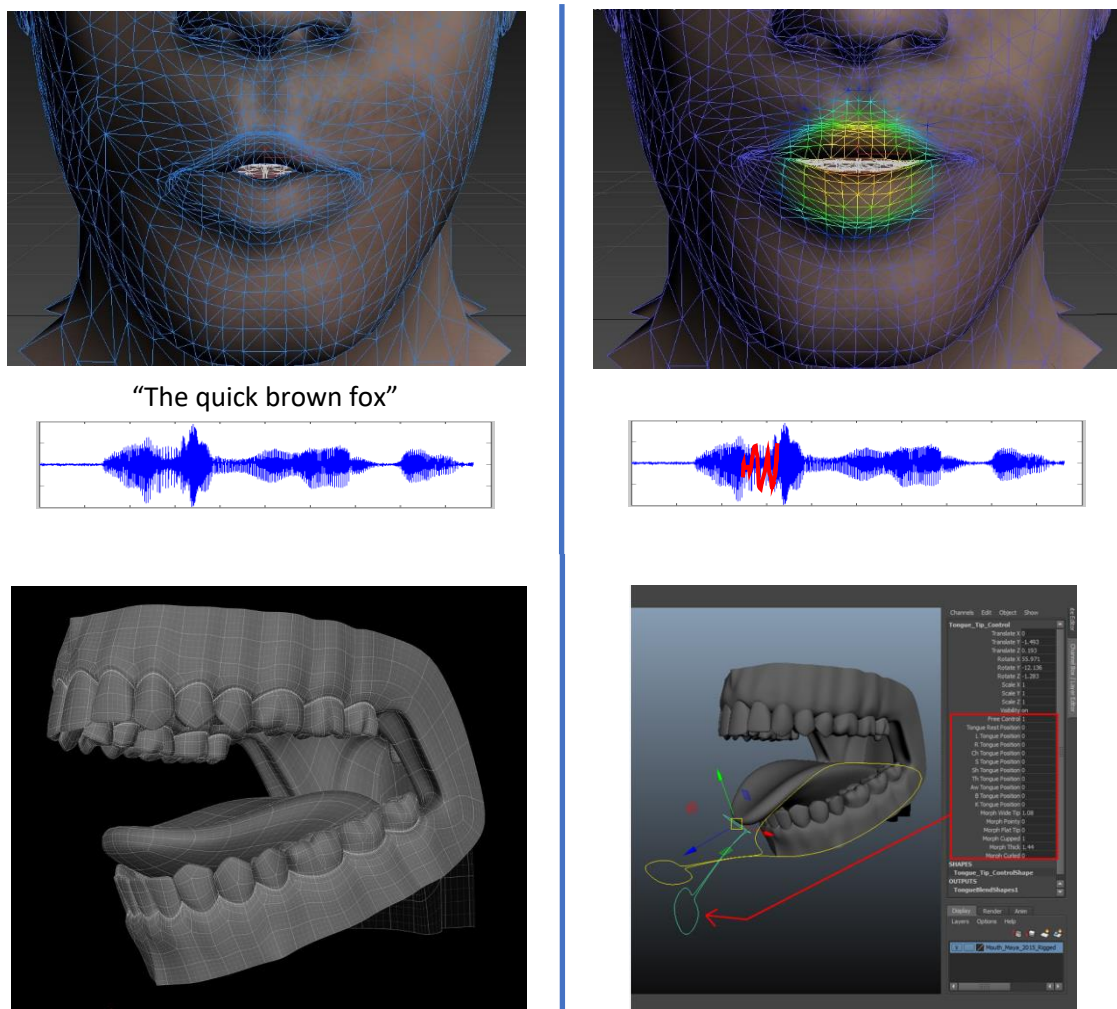 “The quick brown fox”
Channels Edit Object Show
Tongue_Tip_Control
Translate X 0
Translate Y -1.493
Translate Z 0.193
Rotate X 35.971
Rotate Y -12.136
Rotate Z -1.283
Scale X 1
Scale Y 1
Scale Z 1
Visibility on
Free Control 1
Tongue Rest Position 0
L Tongue Position 0
R Tongue Position 0
Ch Tongue Position 0
S Tongue Position 0
Sh Tongue Position 0
Th Tongue Position 0
Aw Tongue Position 0
B Tongue Position 0
K Tongue Position 0
Morph Wide Tip 1.08
Morph Pointy 0
Morph Flat Tip 0
Morph Cupped 1
Morph Thick 1.44
Morph Curled 0
SHAPES
Tongue_Tip_ControlShape
OUTPUTS
TongueBlendShapes1
Channel Box / Layer Editor
Display Render Anim
Layers Options Help
Mouth_Maya_2015_Rigged